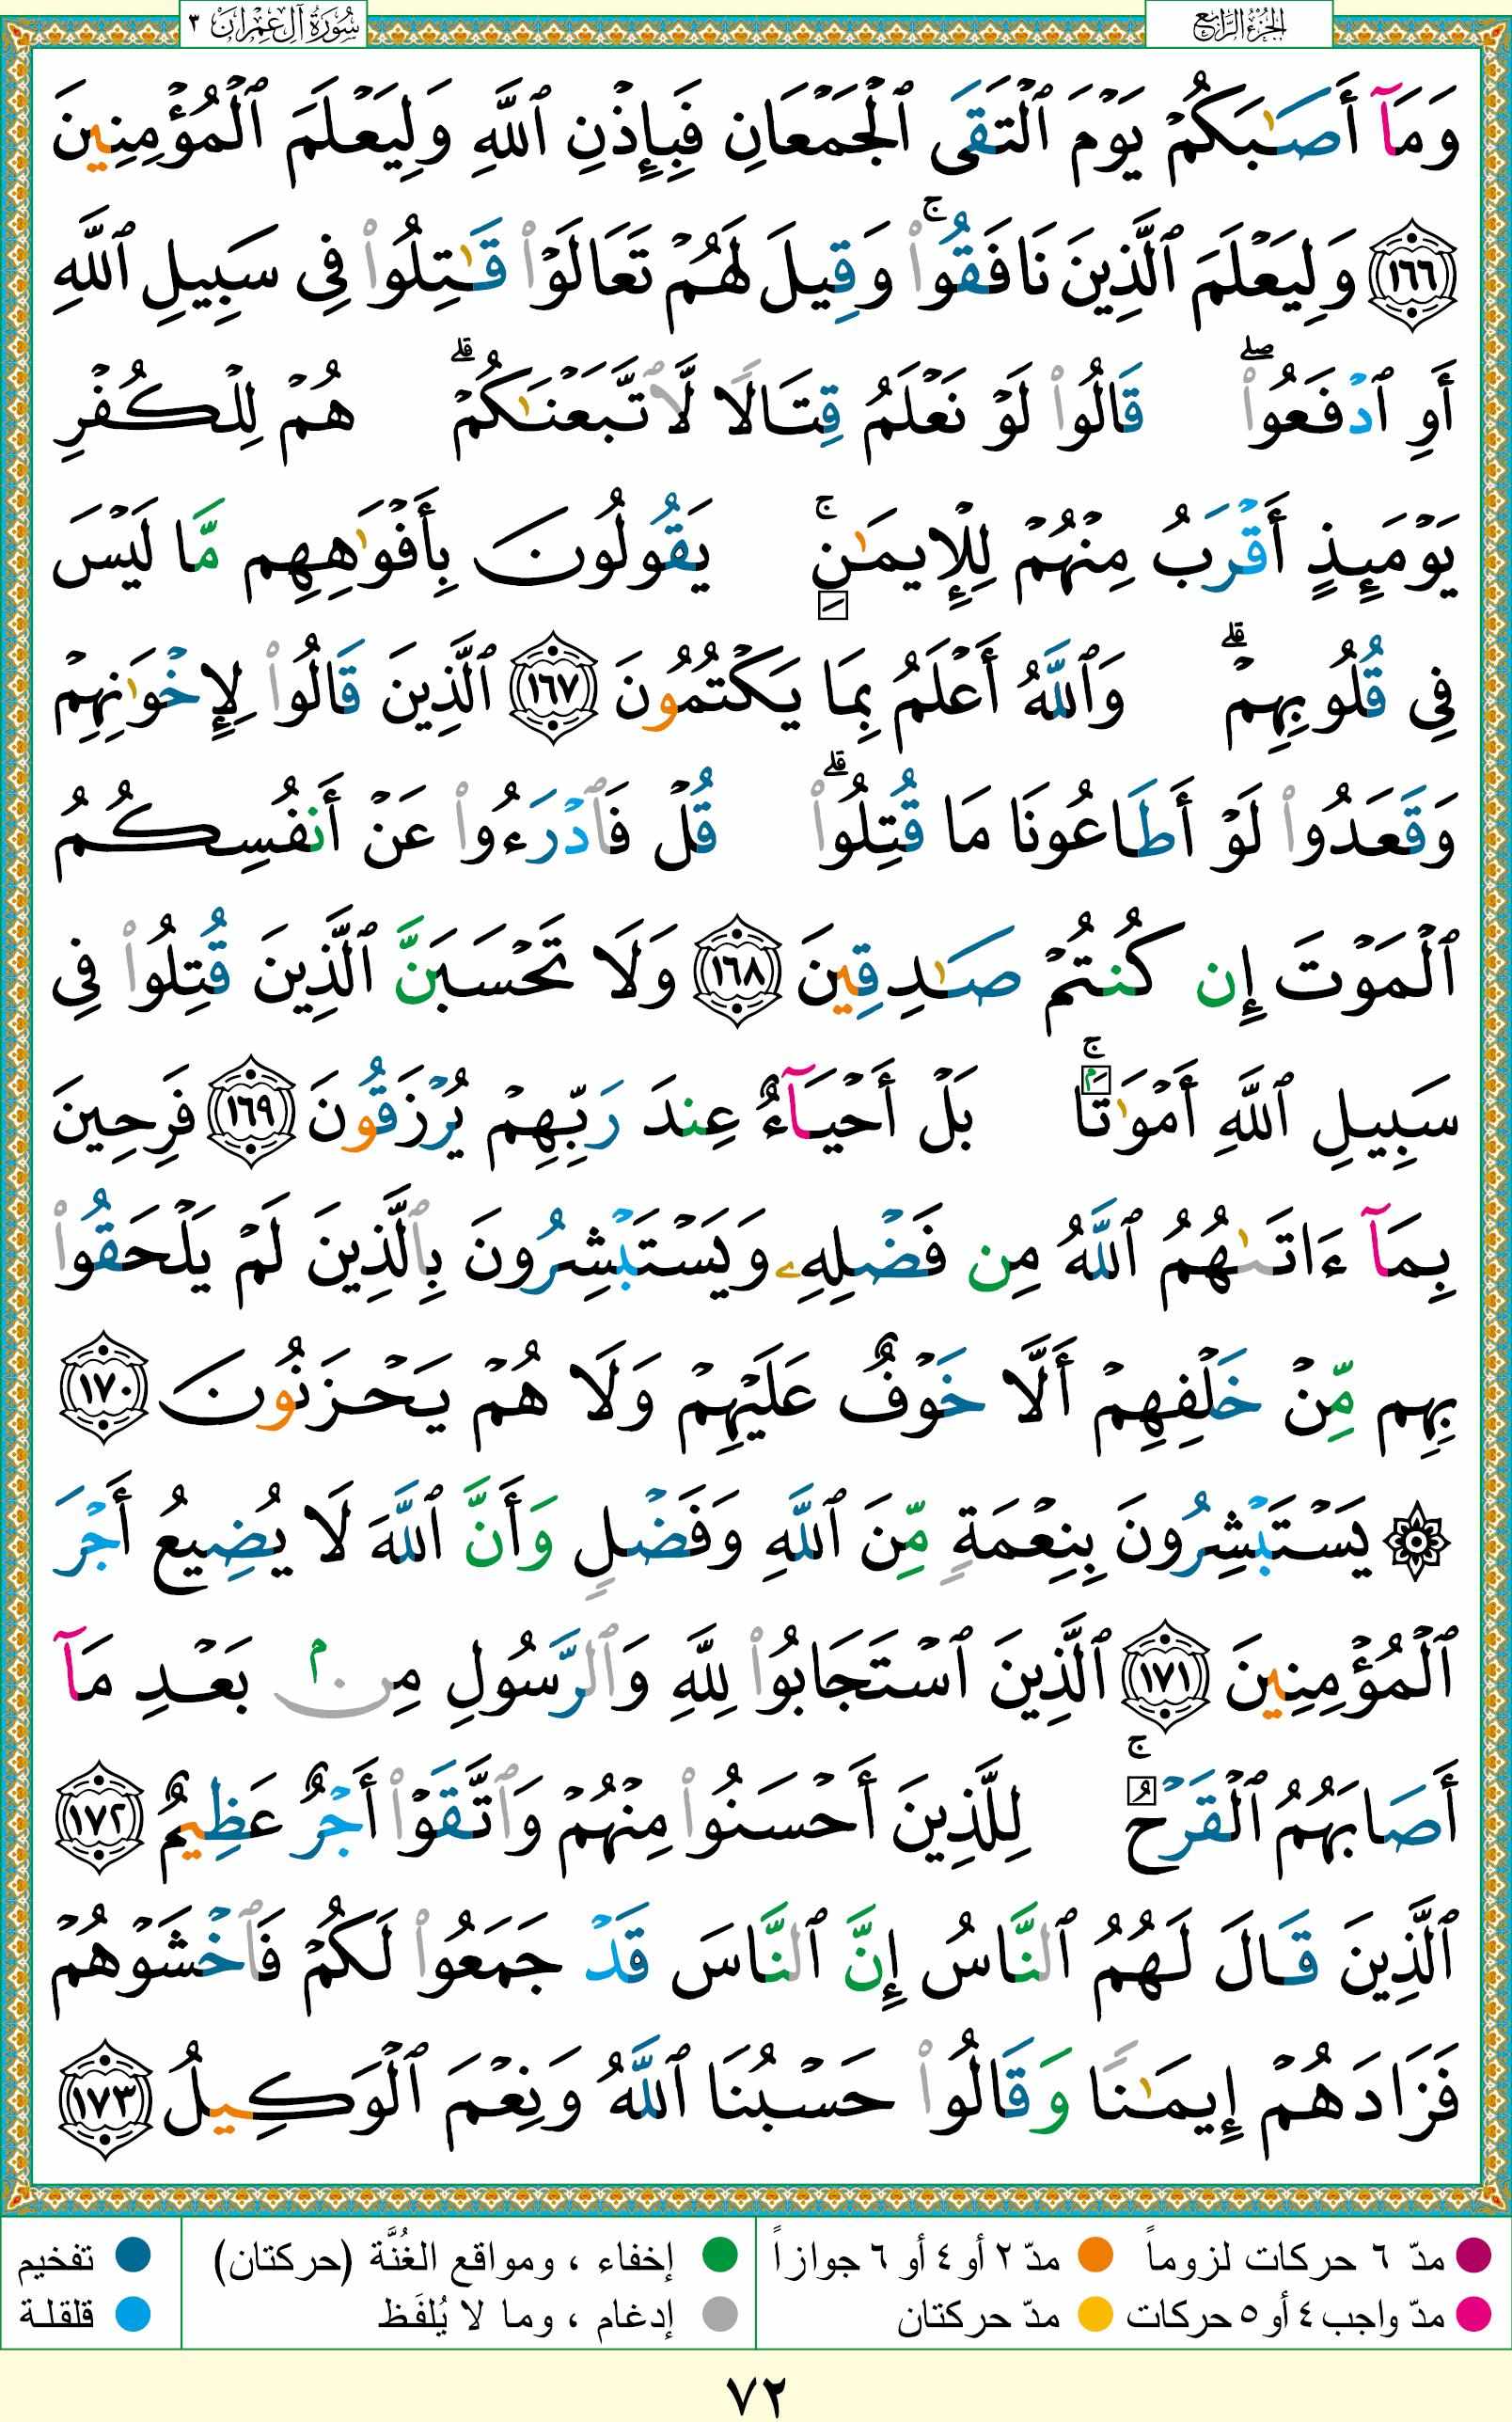 الجزء الرابع
سورة آل عمران ٣
وَمَآ أَصَٰبَكُمْ يَوْمَ ٱلْتَقَى ٱلْجَمْعَانِ فَبِإِذْنِ ٱللَّهِ وَلِيَعْلَمَ ٱلْمُؤْمِنِينَ
١٦٦ وَلِيَعْلَمَ ٱلَّذِينَ نَافَقُوا۟ ۚ وَقِيلَ لَهُمْ تَعَالَوْا۟ قَٰتِلُوا۟ فِى سَبِيلِ ٱللَّهِ
أَوِ ٱدْفَعُوا۟ ۖ قَالُوا۟ لَوْ نَعْلَمُ قِتَالًا لَّٱتَّبَعْنَٰكُمْ ۗ هُمْ لِلْكُفْرِ
يَوْمَئِذٍ أَقْرَبُ مِنْهُمْ لِلْإِيمَٰنِ ۚ يَقُولُونَ بِأَفْوَٰهِهِم مَّا لَيْسَ
فِى قُلُوبِهِمْ ۗ وَٱللَّهُ أَعْلَمُ بِمَا يَكْتُمُونَ ١٦٧ ٱلَّذِينَ قَالُوا۟ لِإِخْوَٰنِهِمْ
وَقَعَدُوا۟ لَوْ أَطَاعُونَا مَا قُتِلُوا۟ ۗ قُلْ فَٱدْرَءُوا۟ عَنْ أَنفُسِكُمُ
ٱلْمَوْتَ إِن كُنتُمْ صَٰدِقِينَ ١٦٨ وَلَا تَحْسَبَنَّ ٱلَّذِينَ قُتِلُوا۟ فِى
سَبِيلِ ٱللَّهِ أَمْوَٰتًۢا ۚ بَلْ أَحْيَآءٌ عِندَ رَبِّهِمْ يُرْزَقُونَ ١٦٩ فَرِحِينَ
بِمَآ ءَاتَىٰهُمُ ٱللَّهُ مِن فَضْلِهِۦ وَيَسْتَبْشِرُونَ بِٱلَّذِينَ لَمْ يَلْحَقُوا۟
بِهِم مِّنْ خَلْفِهِمْ أَلَّا خَوْفٌ عَلَيْهِمْ وَلَا هُمْ يَحْزَنُونَ ١٧٠
۞ يَسْتَبْشِرُونَ بِنِعْمَةٍ مِّنَ ٱللَّهِ وَفَضْلٍ وَأَنَّ ٱللَّهَ لَا يُضِيعُ أَجْرَ
ٱلْمُؤْمِنِينَ ١٧١ ٱلَّذِينَ ٱسْتَجَابُوا۟ لِلَّهِ وَٱلرَّسُولِ مِنۢ بَعْدِ مَآ
أَصَابَهُمُ ٱلْقَرْحُ ۚ لِلَّذِينَ أَحْسَنُوا۟ مِنْهُمْ وَٱتَّقَوْا۟ أَجْرٌ عَظِيمٌ ١٧٢
ٱلَّذِينَ قَالَ لَهُمُ ٱلنَّاسُ إِنَّ ٱلنَّاسَ قَدْ جَمَعُوا۟ لَكُمْ فَٱخْشَوْهُمْ
فَزَادَهُمْ إِيمَٰنًا وَقَالُوا۟ حَسْبُنَا ٱللَّهُ وَنِعْمَ ٱلْوَكِيلُ ١٧٣
مدّ ٦ حركات لزوماً مدّ ٢ أو ٤ أو ٦ جوازاً إخفاء ، ومواقع الغُنَّة (حركتان) تفخيم
مدّ واجب ٤ أو ٥ حركات مدّ حركتان إدغام ، وما لا يُلفَظ قلقلة
٧٢